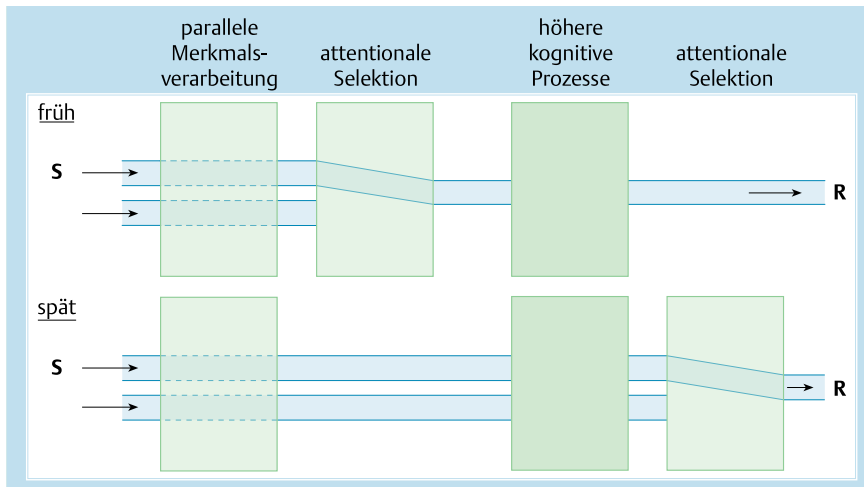 parallele
Merkmals-
verarbeitung
attentionale
Selektion
höhere
kognitive
Prozesse
attentionale
Selektion
früh
S
R
spät
S
R